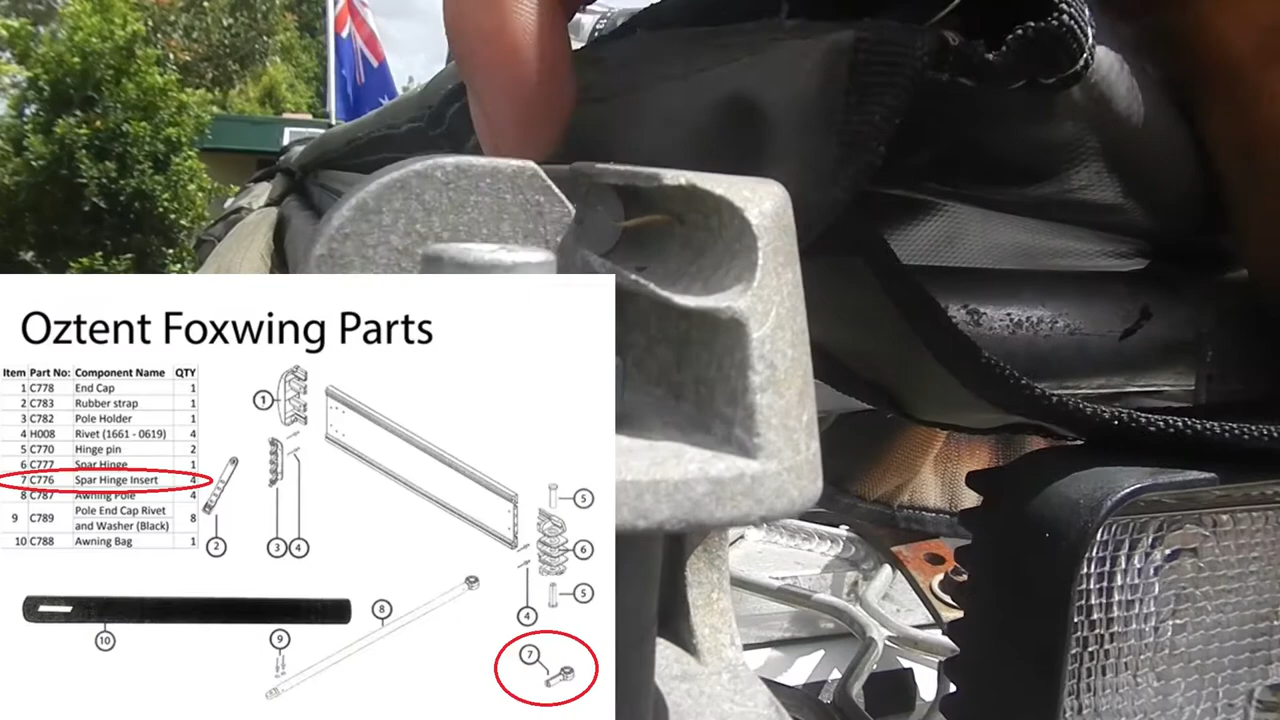 Oztent Foxwing Parts
Item Part No: Component Name QTY
1 C778 End Cap 1
2 C783 Rubber strap 1
3 C782 Pole Holder 1
4 H008 Rivet (1661 - 0619) 4
5 C770 Hinge pin 2
6 C777 Spar Hinge 1
7 C776 Spar Hinge Insert 4
8 C787 Awning Pole 4
9 C789 Pole End Cap Rivet and Washer (Black) 8
10 C788 Awning Bag 1
1
2
3
4
5
6
5
4
7
8
9
10